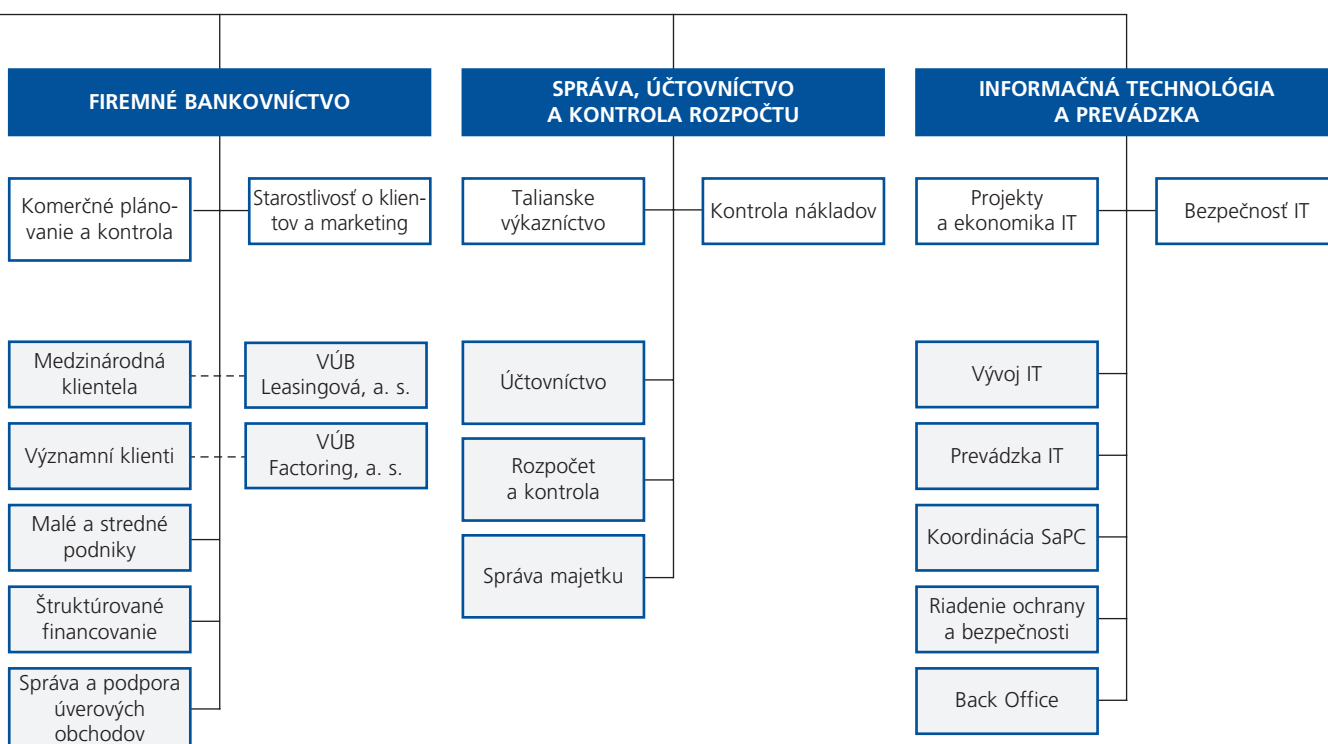 FIREMNÉ BANKOVNÍCTVO
Komerčné pláno-
vanie a kontrola
Starostlivosť o klien-
tov a marketing
Medzinárodná
klientela
VÚB
Leasingová, a. s.
Významní klienti
VÚB
Factoring, a. s.
Malé a stredné
podniky
Štruktúrované
financovanie
Správa a podpora
úverových
obchodov
SPRÁVA, ÚČTOVNÍCTVO
A KONTROLA ROZPOČTU
Talianske
výkazníctvo
Kontrola nákladov
Účtovníctvo
Rozpočet
a kontrola
Správa majetku
INFORMAČNÁ TECHNOLÓGIA
A PREVÁDZKA
Projekty
a ekonomika IT
Bezpečnosť IT
Vývoj IT
Prevádzka IT
Koordinácia SaPC
Riadenie ochrany
a bezpečnosti
Back Office